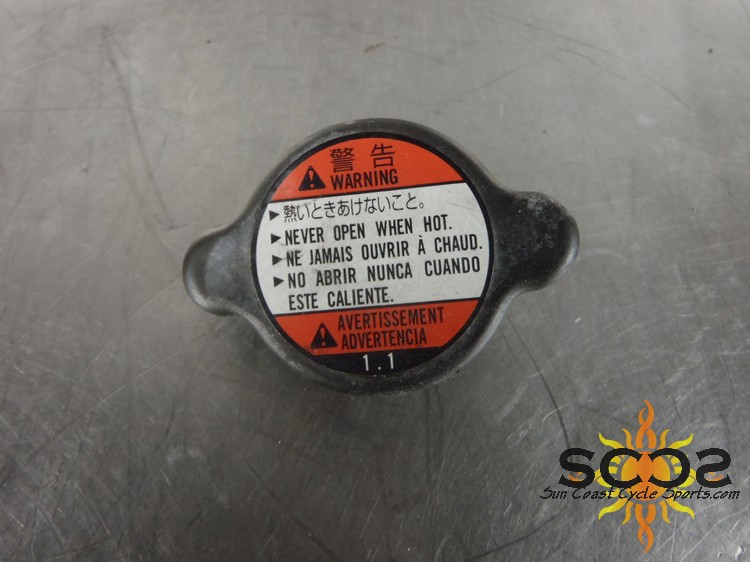 警告
WARNING
▶熱いときあけないこと。
▶NEVER OPEN WHEN HOT.
▶NE JAMAIS OUVRIR À CHAUD.
▶NO ABRIR NUNCA CUANDO
ESTE CALIENTE.
AVERTISSEMENT
ADVERTENCIA
1.1
SCCS
Sun Coast Cycle Sports.com